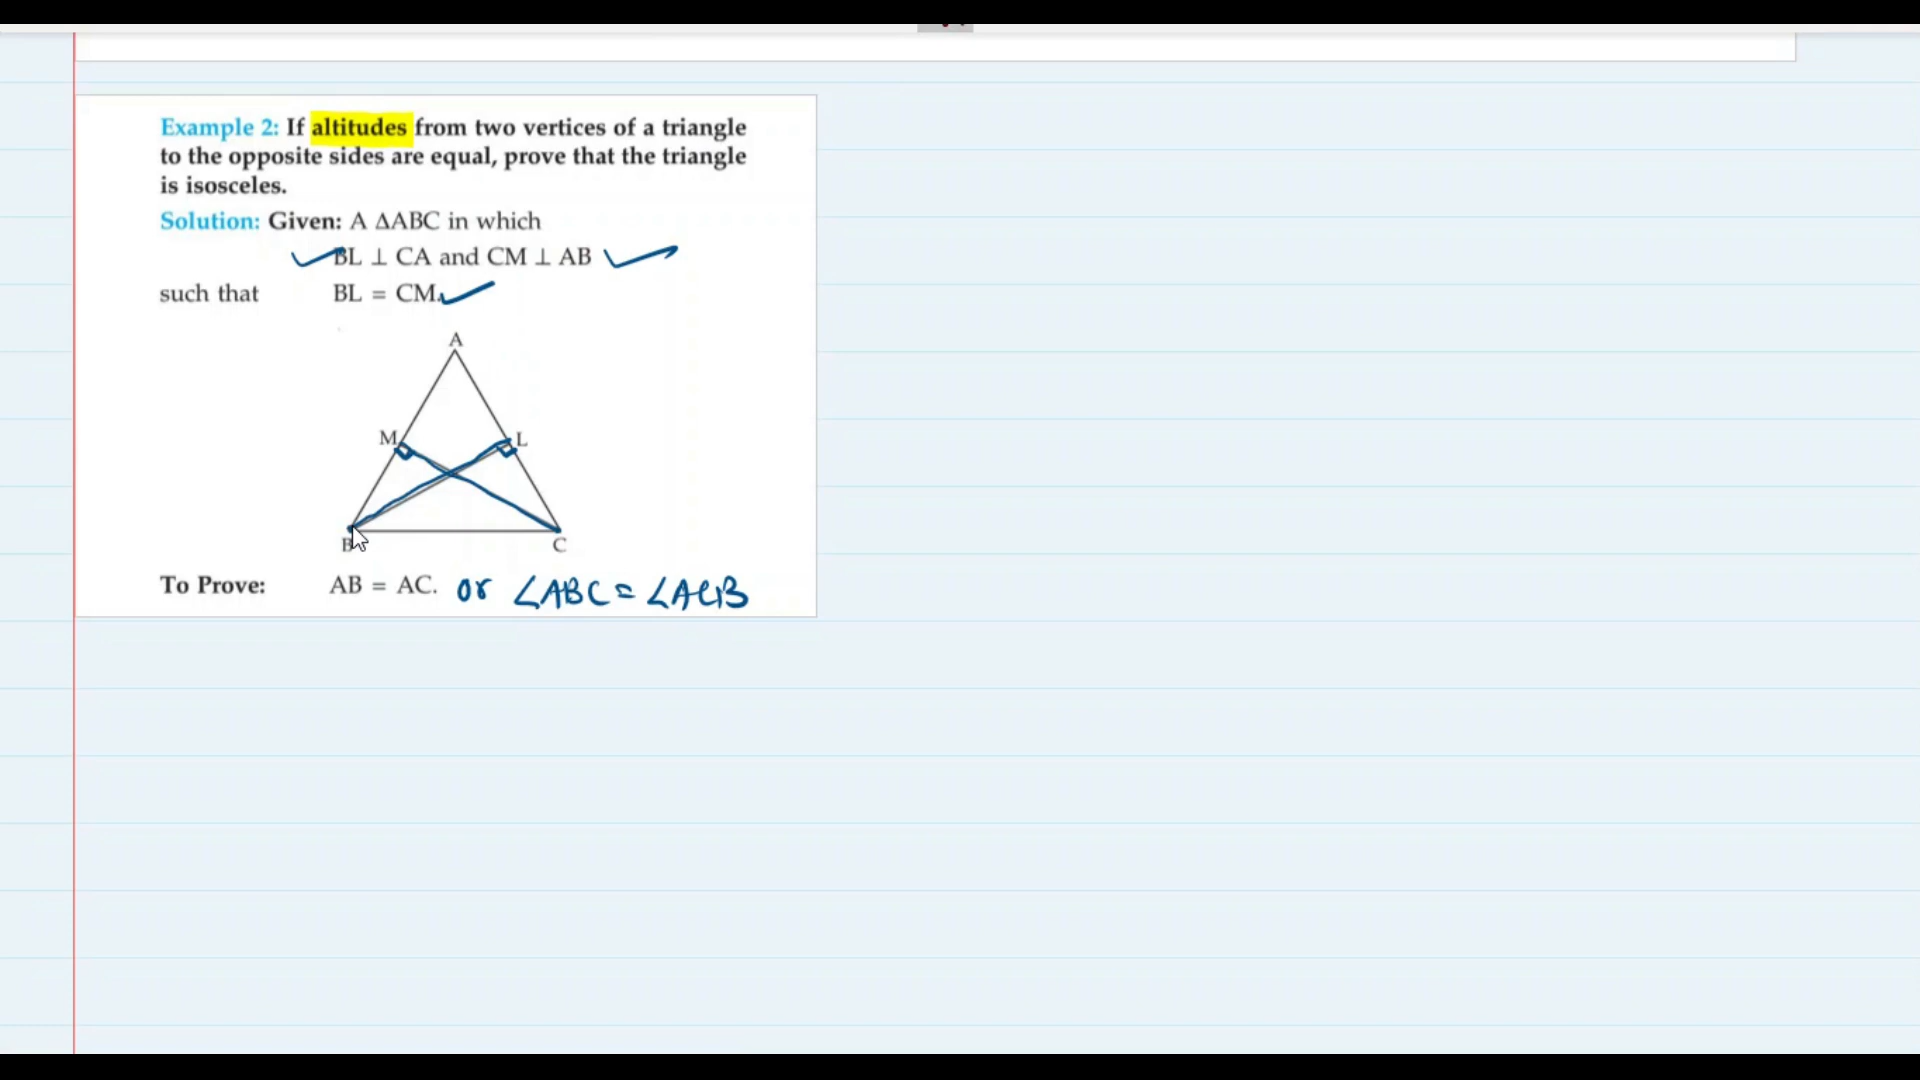 Example 2: If altitudes from two vertices of a triangle
to the opposite sides are equal, prove that the triangle
is isosceles.
Solution: Given: A ΔABC in which
BL ⊥ CA and CM ⊥ AB
such that BL = CM.
A
M L
B C
To Prove: AB = AC. or ∠ABC = ∠ACB